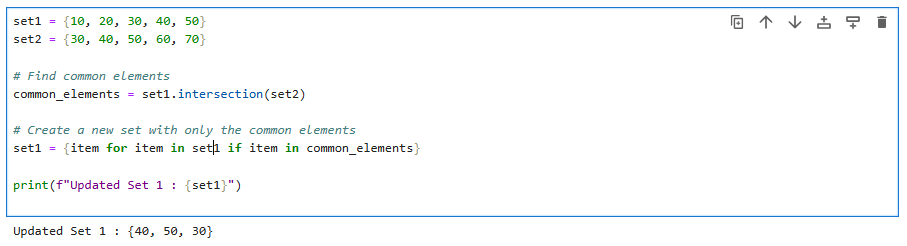 set1 = {10, 20, 30, 40, 50}
set2 = {30, 40, 50, 60, 70}
# Find common elements
common_elements = set1.intersection(set2)
# Create a new set with only the common elements
set1 = {item for item in set1 if item in common_elements}
print(f"Updated Set 1 : {set1}")
Updated Set 1 : {40, 50, 30}